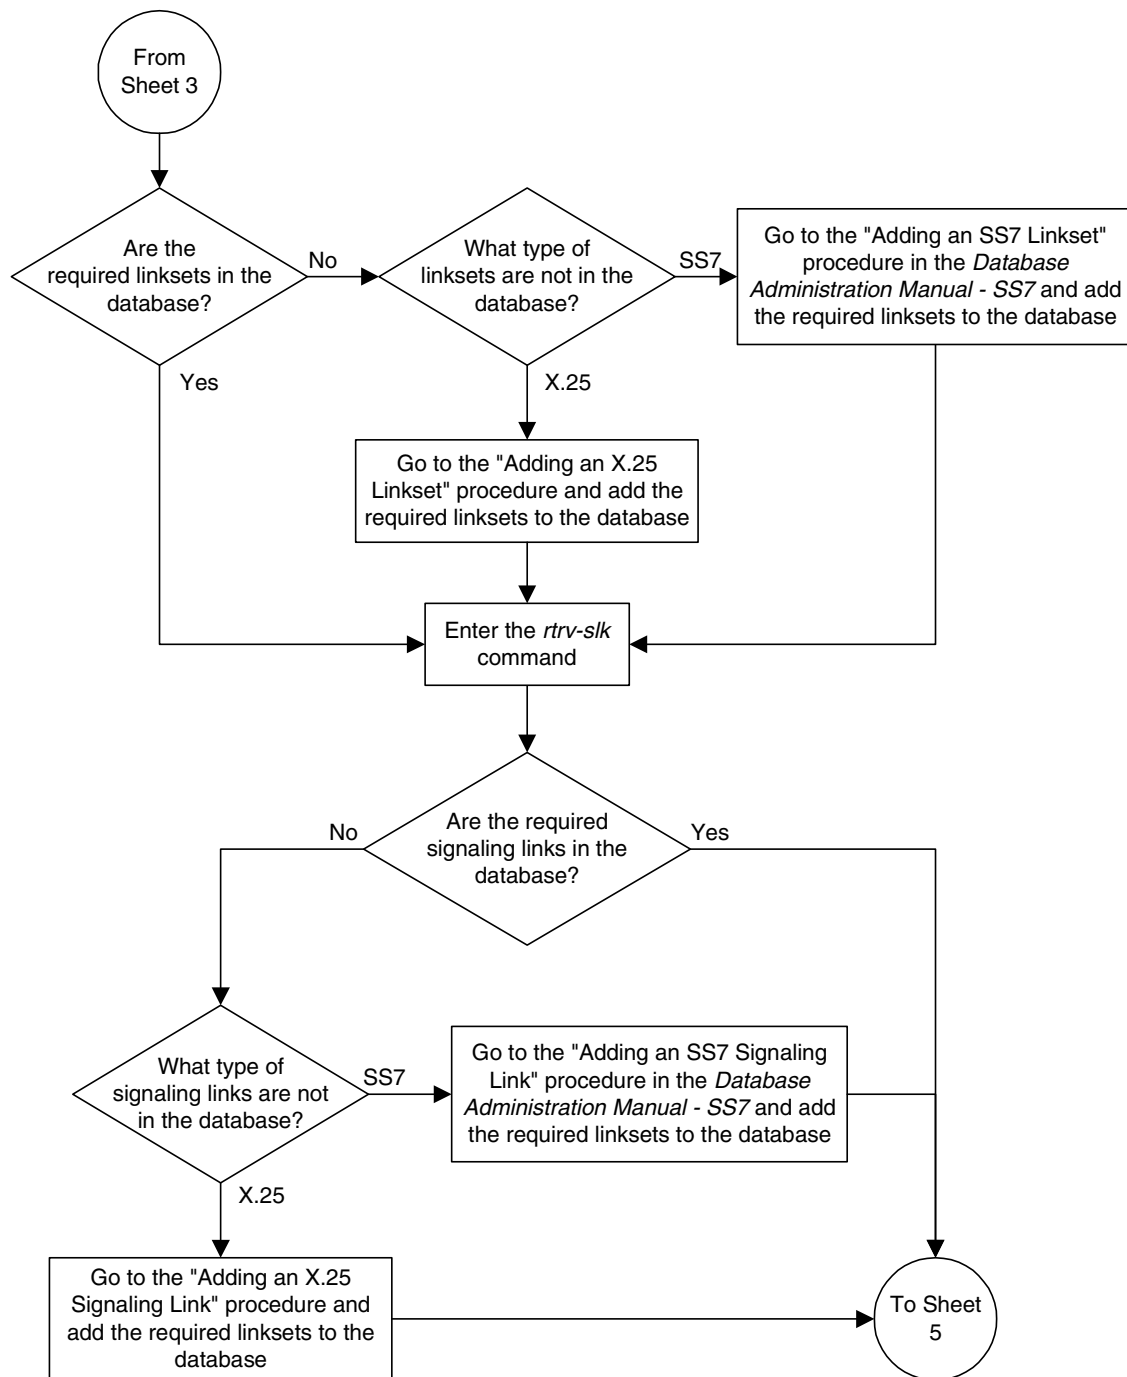 From
Sheet 3
Are the
required linksets in the
database?
No
What type of
linksets are not in the
database?
SS7
Go to the "Adding an SS7 Linkset"
procedure in the Database
Administration Manual - SS7 and add
the required linksets to the database
Yes
X.25
Go to the "Adding an X.25
Linkset" procedure and add the
required linksets to the database
Enter the rtrv-slk
command
Are the required
signaling links in the
database?
No
Yes
What type of
signaling links are not
in the database?
SS7
Go to the "Adding an SS7 Signaling
Link" procedure in the Database
Administration Manual - SS7 and add
the required linksets to the database
X.25
Go to the "Adding an X.25
Signaling Link" procedure and
add the required linksets to the
database
To Sheet
5